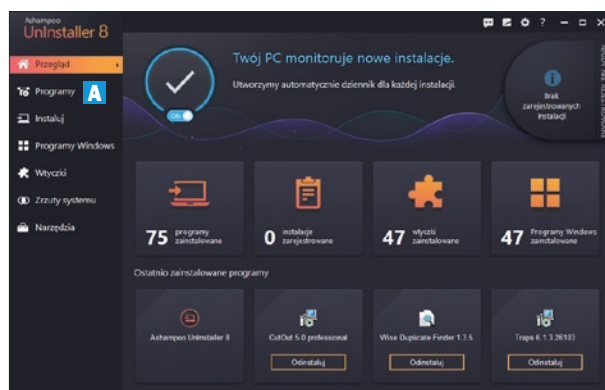 Ashampoo
UnInstaller 8
Przegląd
Programy
A
Instaluj
Programy Windows
Wtyczki
Zrzuty systemu
Narzędzia
?
Twój PC monitoruje nowe instalacje.
Utworzymy automatycznie dziennik dla każdej instalacji.
ON
Brak
zarejestrowanych
instalacji
75 programy
zainstalowane
0 instalacje
zarejestrowane
47 wtyczki
zainstalowane
47 Programy Windows
zainstalowane
Ostatnio zainstalowane programy
Ashampoo UnInstaller 8
CutOut 5.0 professional
Odinstaluj
Wise Duplicate Finder 1.3.5
Odinstaluj
Traps 6.1.3.26183
Odinstaluj